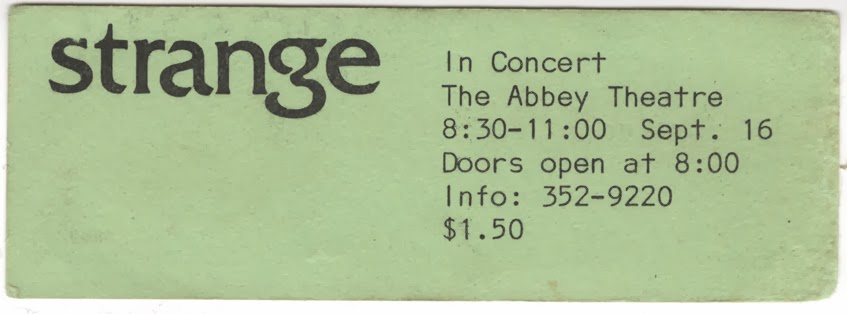 strange
In Concert
The Abbey Theatre
8:30-11:00 Sept. 16
Doors open at 8:00
Info: 352-9220
$1.50